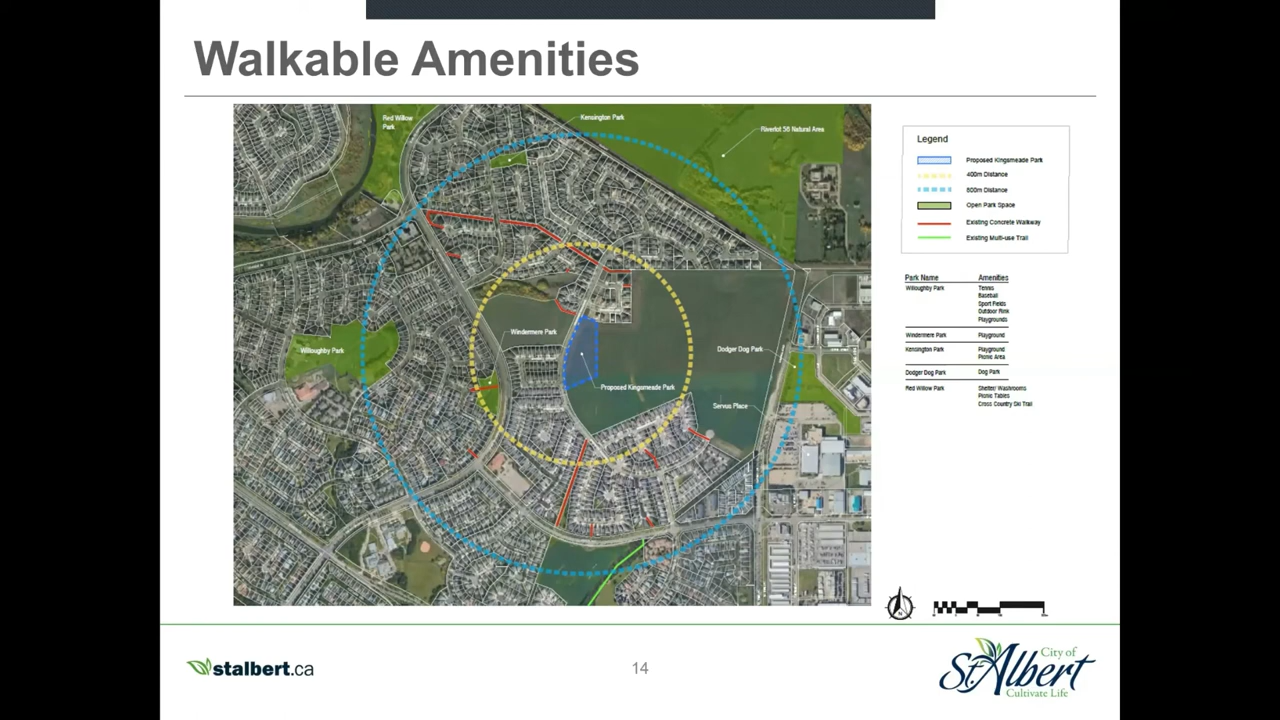 Walkable Amenities
Red Willow
Park
Kensington Park
Riverlot 56 Natural Area
Willoughby Park
Windermere Park
Proposed Kingsmeade Park
Dodger Dog Park
Servus Place
Legend
Proposed Kingsmeade Park
400m Distance
800m Distance
Open Park Space
Existing Concrete Walkway
Existing Multi-use Trail
Park Name Amenities
Willoughby Park Tennis
Baseball
Sport Fields
Outdoor Rink
Playgrounds
Windermere Park Playground
Kensington Park Playground
Picnic Area
Dodger Dog Park Dog Park
Red Willow Park Shelter/ Washrooms
Picnic Tables
Cross Country Ski Trail
N
stalbert.ca
14
City of
St. Albert
Cultivate Life